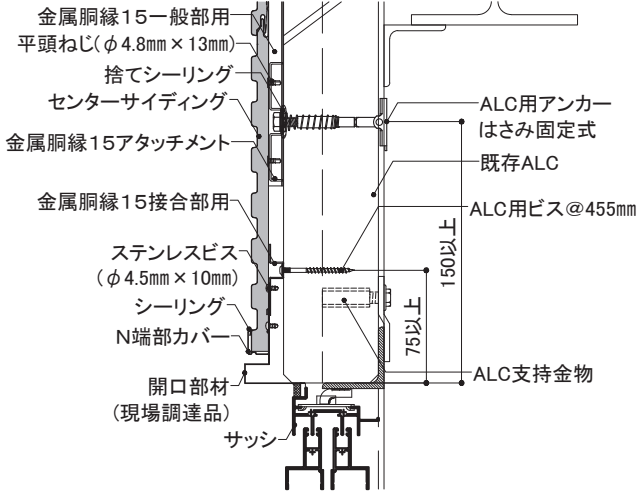 金属胴縁15一般部用
平頭ねじ(φ4.8mm×13mm)
捨てシーリング
センターサイディング
金属胴縁15アタッチメント
金属胴縁15接合部用
ステンレスビス
(φ4.5mm×10mm)
シーリング
N端部カバー
開口部材
(現場調達品)
サッシ
ALC用アンカー
はさみ固定式
既存ALC
ALC用ビス@455mm
150以上
75以上
ALC支持金物